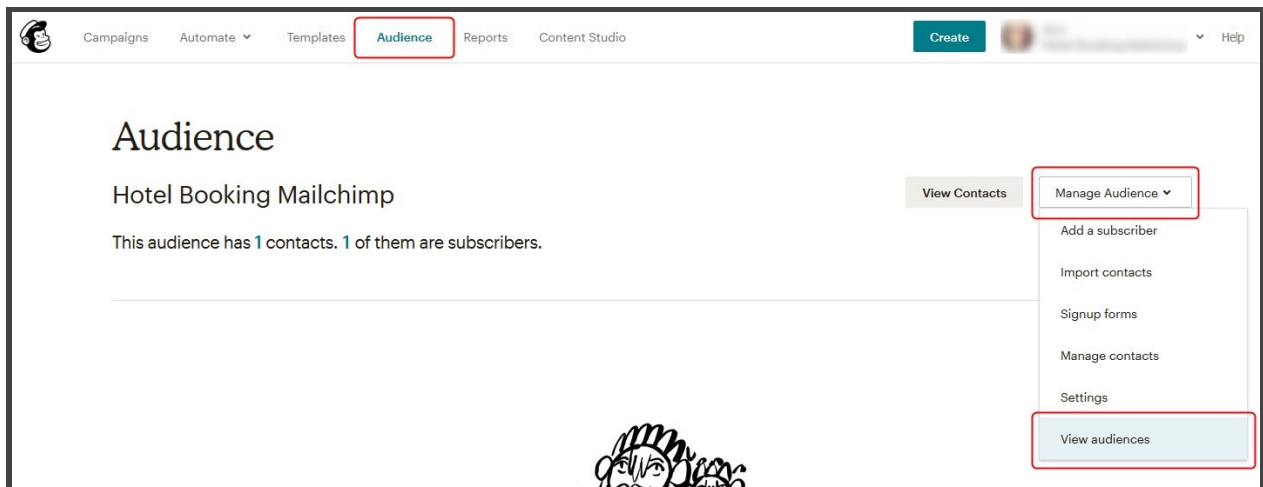 Campaigns Automate Templates Audience Reports Content Studio Create Help
Audience
Hotel Booking Mailchimp
View Contacts Manage Audience
This audience has 1 contacts. 1 of them are subscribers.
Add a subscriber
Import contacts
Signup forms
Manage contacts
Settings
View audiences